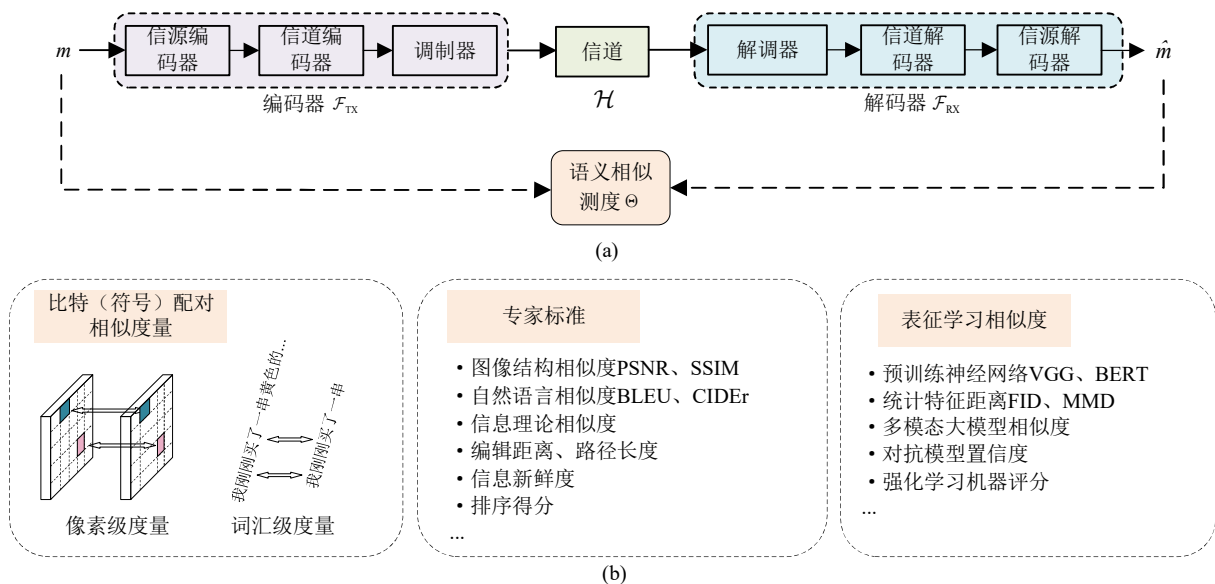 m
信源编
码器
信道编
码器
调制器
信道
解调器
信道解
码器
信源解
码器
m̂
编码器 ℱTX
ℋ
解码器 ℱRX
语义相似
测度 Θ
(a)
比特（符号）配对
相似度量
我刚刚买了一串黄色的...
我刚刚买了一串
像素级度量
词汇级度量
专家标准
・图像结构相似度PSNR、SSIM
・自然语言相似度BLEU、CIDEr
・信息理论相似度
・编辑距离、路径长度
・信息新鲜度
・排序得分
...
表征学习相似度
・预训练神经网络VGG、BERT
・统计特征距离FID、MMD
・多模态大模型相似度
・对抗模型置信度
・强化学习机器评分
...
(b)